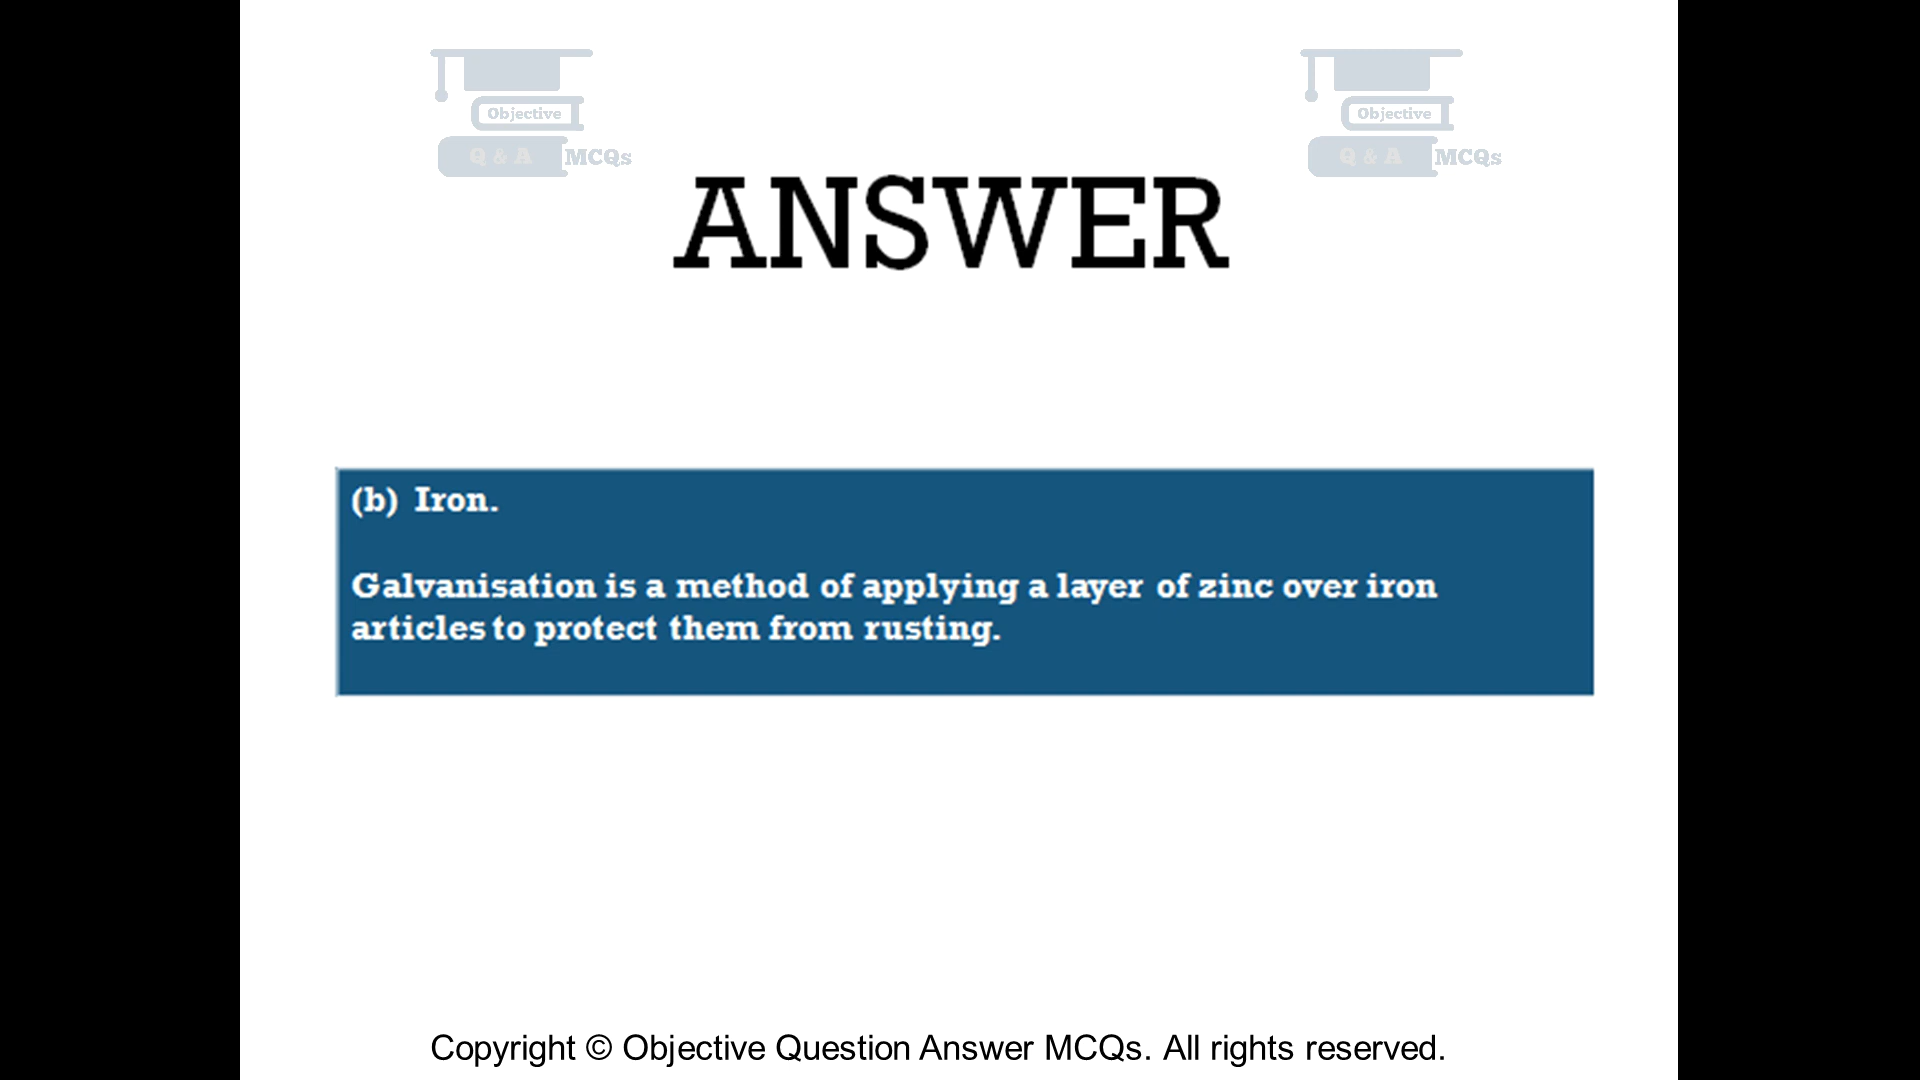 Objective
Q & A MCQs
Objective
Q & A MCQs
ANSWER
(b) Iron.
Galvanisation is a method of applying a layer of zinc over iron
articles to protect them from rusting.
Copyright © Objective Question Answer MCQs. All rights reserved.